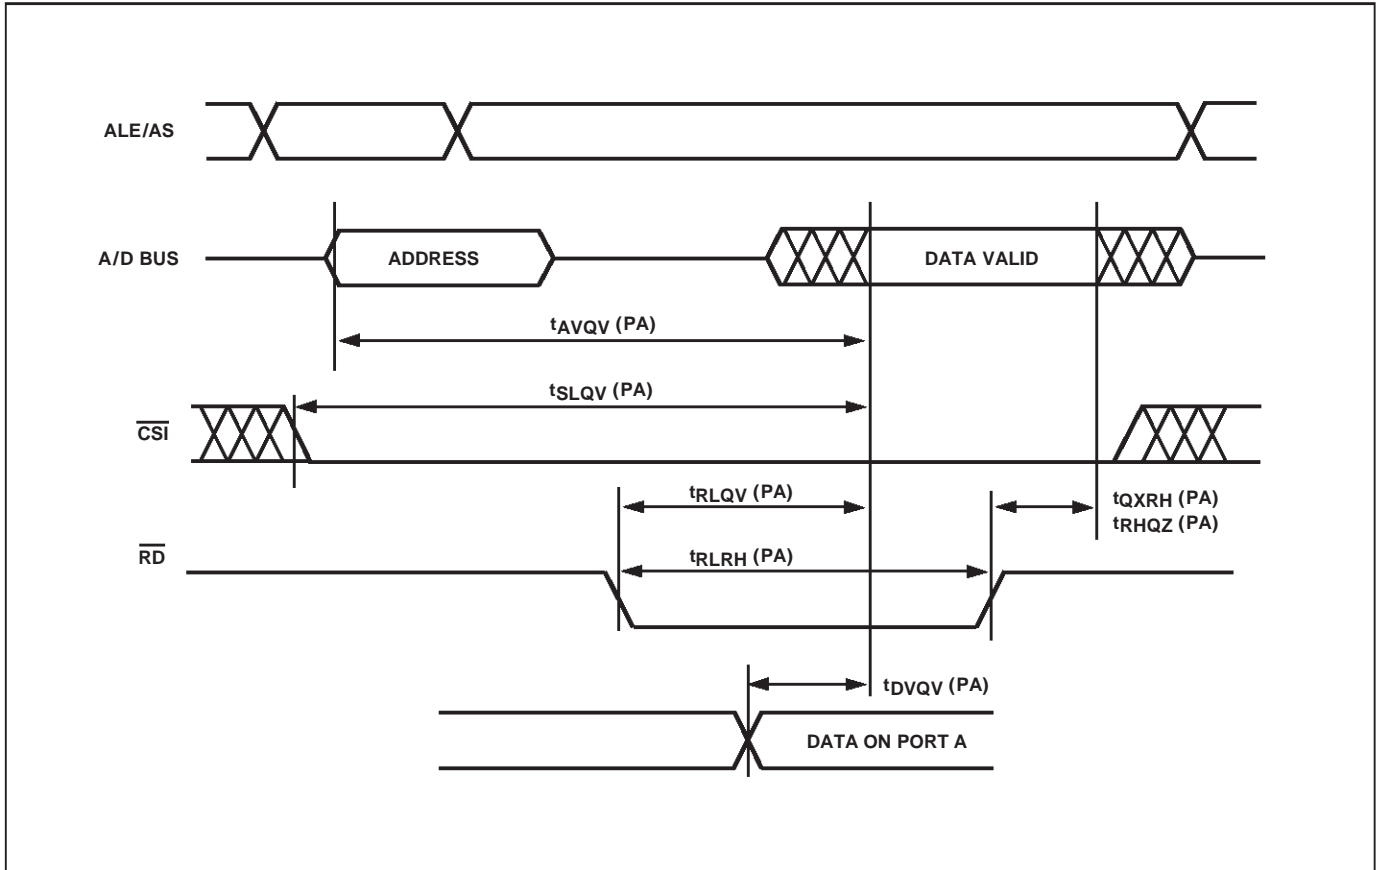 ALE/AS
A/D BUS
ADDRESS
DATA VALID
tAVQV (PA)
tSLQV (PA)
CSI
tRLQV (PA)
tQXRH (PA)
tRHQZ (PA)
RD
tRLRH (PA)
tDVQV (PA)
DATA ON PORT A